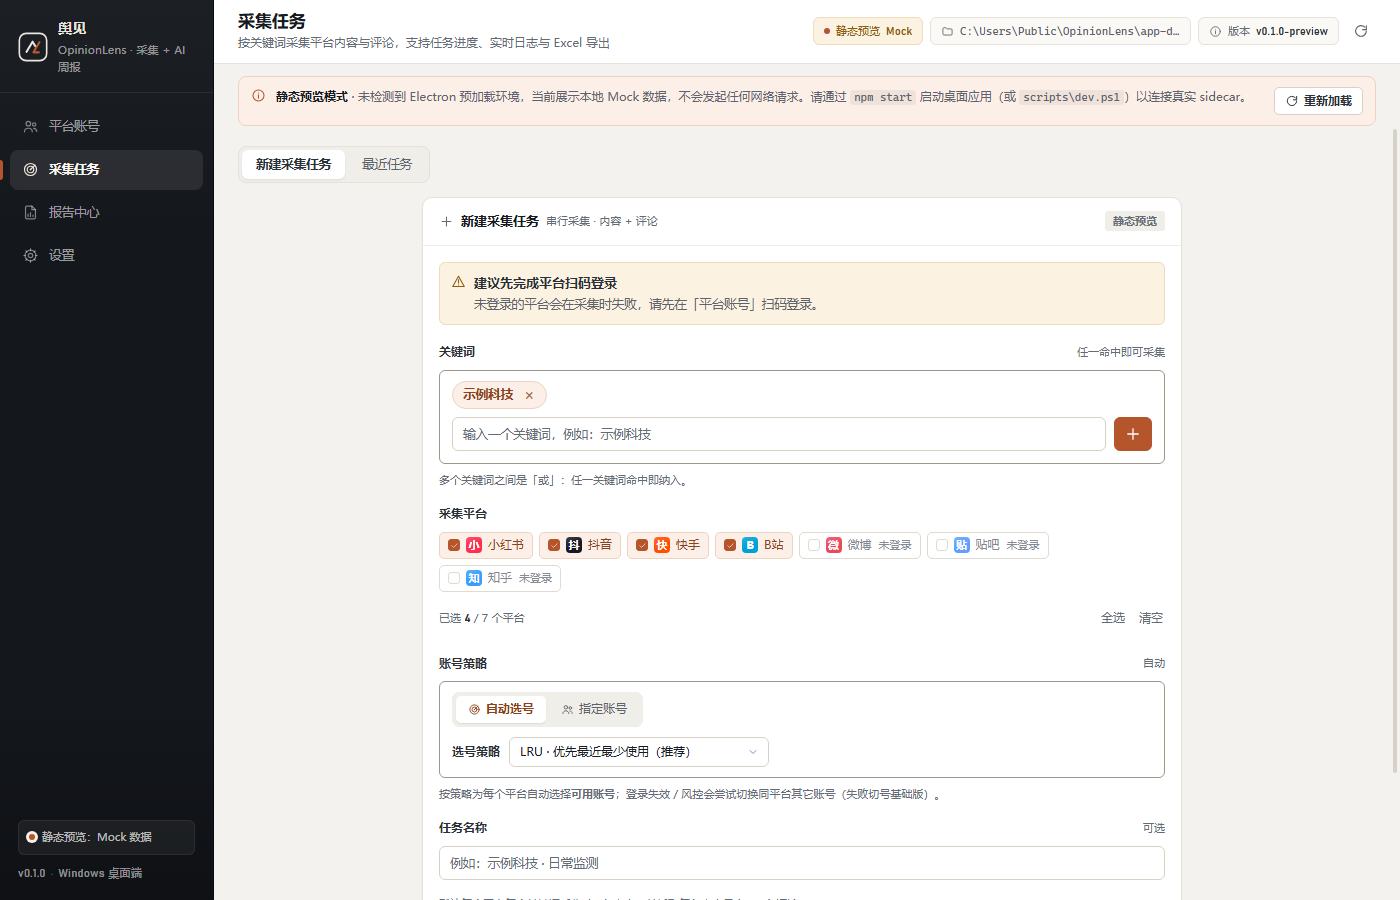 舆见
OpinionLens · 采集 + AI
周报
平台账号
采集任务
报告中心
设置
静态预览：Mock 数据
v0.1.0 · Windows 桌面端
采集任务
按关键词采集平台内容与评论，支持任务进度、实时日志与 Excel 导出
静态预览 Mock
C:\Users\Public\OpinionLens\app-d…
版本 v0.1.0-preview
静态预览模式 · 未检测到 Electron 预加载环境，当前展示本地 Mock 数据，不会发起任何网络请求。请通过 npm start 启动桌面应用（或 scripts\dev.ps1）以连接真实 sidecar。
重新加载
新建采集任务
最近任务
新建采集任务 串行采集 · 内容 + 评论
静态预览
建议先完成平台扫码登录
未登录的平台会在采集时失败，请先在「平台账号」扫码登录。
关键词
任一命中即可采集
示例科技 ×
输入一个关键词，例如：示例科技
多个关键词之间是「或」：任一关键词命中即纳入。
采集平台
小 小红书
抖 抖音
快 快手
B B站
微 微博 未登录
贴 贴吧 未登录
知 知乎 未登录
已选 4 / 7 个平台
全选 清空
账号策略
自动
自动选号
指定账号
选号策略
LRU · 优先最近最少使用（推荐）
按策略为每个平台自动选择可用账号；登录失效 / 风控会尝试切换同平台其它账号（失败切号基础版）。
任务名称
可选
例如：示例科技 · 日常监测